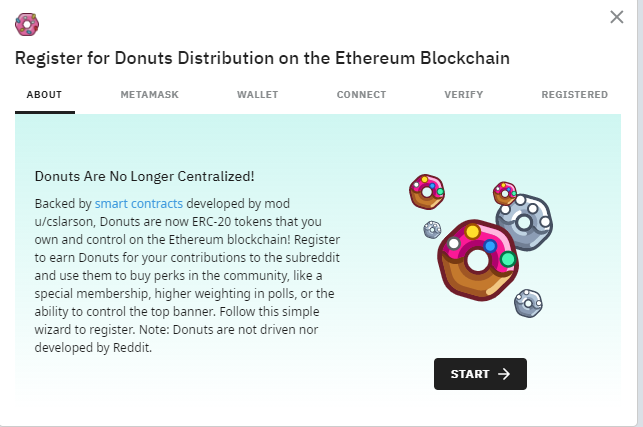 Register for Donuts Distribution on the Ethereum Blockchain
ABOUT METAMASK WALLET CONNECT VERIFY REGISTERED
Donuts Are No Longer Centralized!
Backed by smart contracts developed by mod
u/cslarson, Donuts are now ERC-20 tokens that you
own and control on the Ethereum blockchain! Register
to earn Donuts for your contributions to the subreddit
and use them to buy perks in the community, like a
special membership, higher weighting in polls, or the
ability to control the top banner. Follow this simple
wizard to register. Note: Donuts are not driven nor
developed by Reddit.
START →